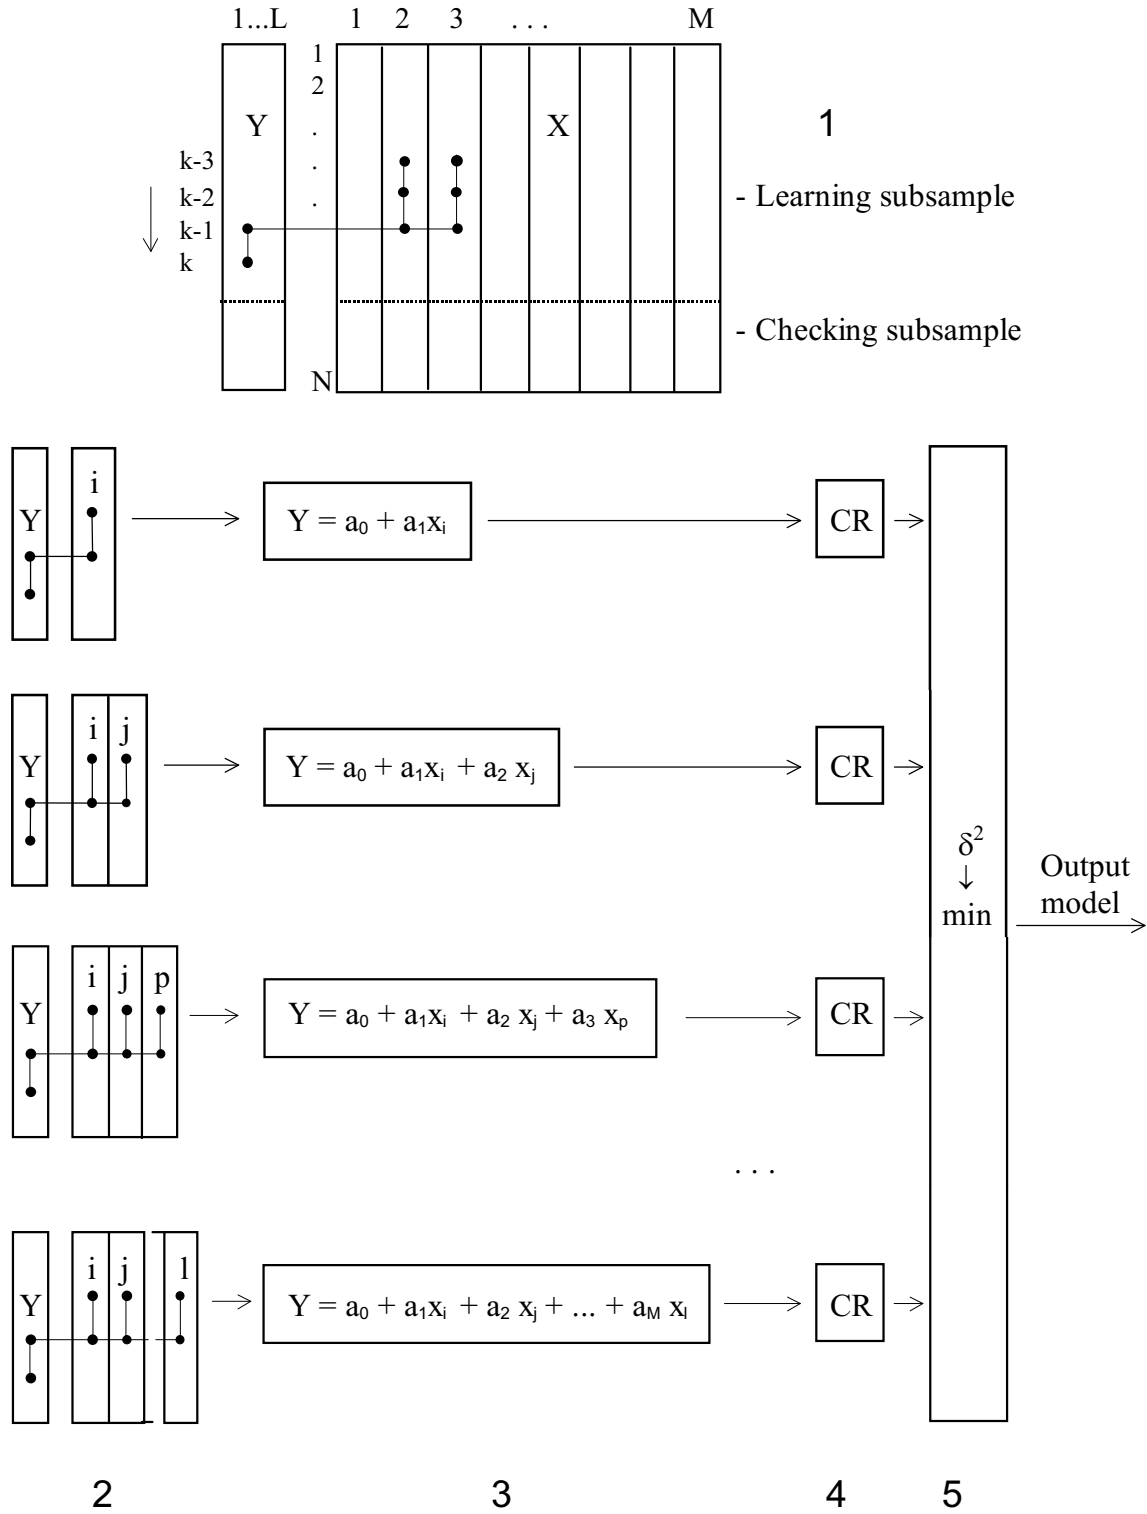 1...L 1 2 3 . . . M
1
2
Y . X 1
k-3 .
k-2 . - Learning subsample
k-1
k
- Checking subsample
N
i
Y Y = a₀ + a₁xᵢ CR
i j
Y Y = a₀ + a₁xᵢ + a₂ xⱼ CR
δ²
↓
min
Output
model
i j p
Y Y = a₀ + a₁xᵢ + a₂ xⱼ + a₃ xₚ CR
. . .
i j l
Y Y = a₀ + a₁xᵢ + a₂ xⱼ + ... + a_M xₗ CR
2 3 4 5